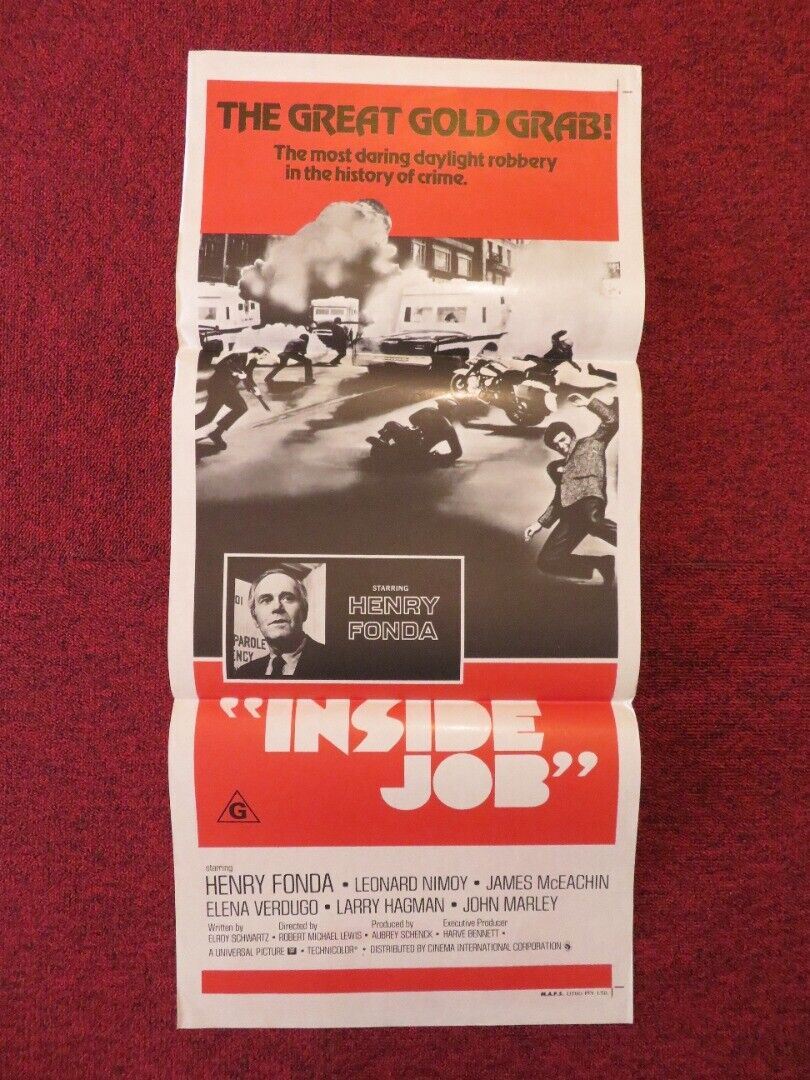 THE GREAT GOLD GRAB!
The most daring daylight robbery
in the history of crime.
STARRING
HENRY
FONDA
PAROLE
"INSIDE
JOB"
G
starring
HENRY FONDA • LEONARD NIMOY • JAMES McEACHIN
ELENA VERDUGO • LARRY HAGMAN • JOHN MARLEY
Written by Directed by Produced by Executive Producer
ELROY SCHWARTZ • ROBERT MICHAEL LEWIS • AUBREY SCHENCK • HARVE BENNETT •
A UNIVERSAL PICTURE • TECHNICOLOR® • DISTRIBUTED BY CINEMA INTERNATIONAL CORPORATION
M.A.P.S. LITHO PTY. LTD.